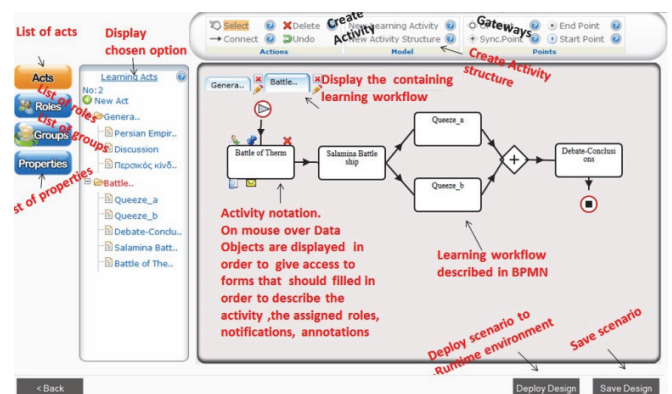 List of acts
Display
chosen option
Select
Delete
Connect
Undo
Actions
Create
Activity
New Learning Activity
New Activity Structure
Model
Gateways
End Point
Sync.Point
Start Point
Points
Create Activity
structure
Acts
Roles
Groups
Properties
List of roles
List of groups
List of properties
Learning Acts
No:2
New Act
Genera..
Persian Empir..
Discussion
Περσικός κίνδ..
Battle..
Queeze_a
Queeze_b
Debate-Conclu..
Salamina Batt..
Battle of The..
Genera..
Battle..
Display the containing
learning workflow
Battle of Therm
Salamina Battle
ship
Queeze_a
Queeze_b
Debate-Conclusi
ons
Activity notation.
On mouse over Data
Objects are displayed in
order to give access to
forms that should filled in
order to describe the
activity ,the assigned roles,
notifications, annotations
Learning workflow
described in BPMN
Deploy scenario to
Runtime environment
Save scenario
< Back
Deploy Design
Save Design